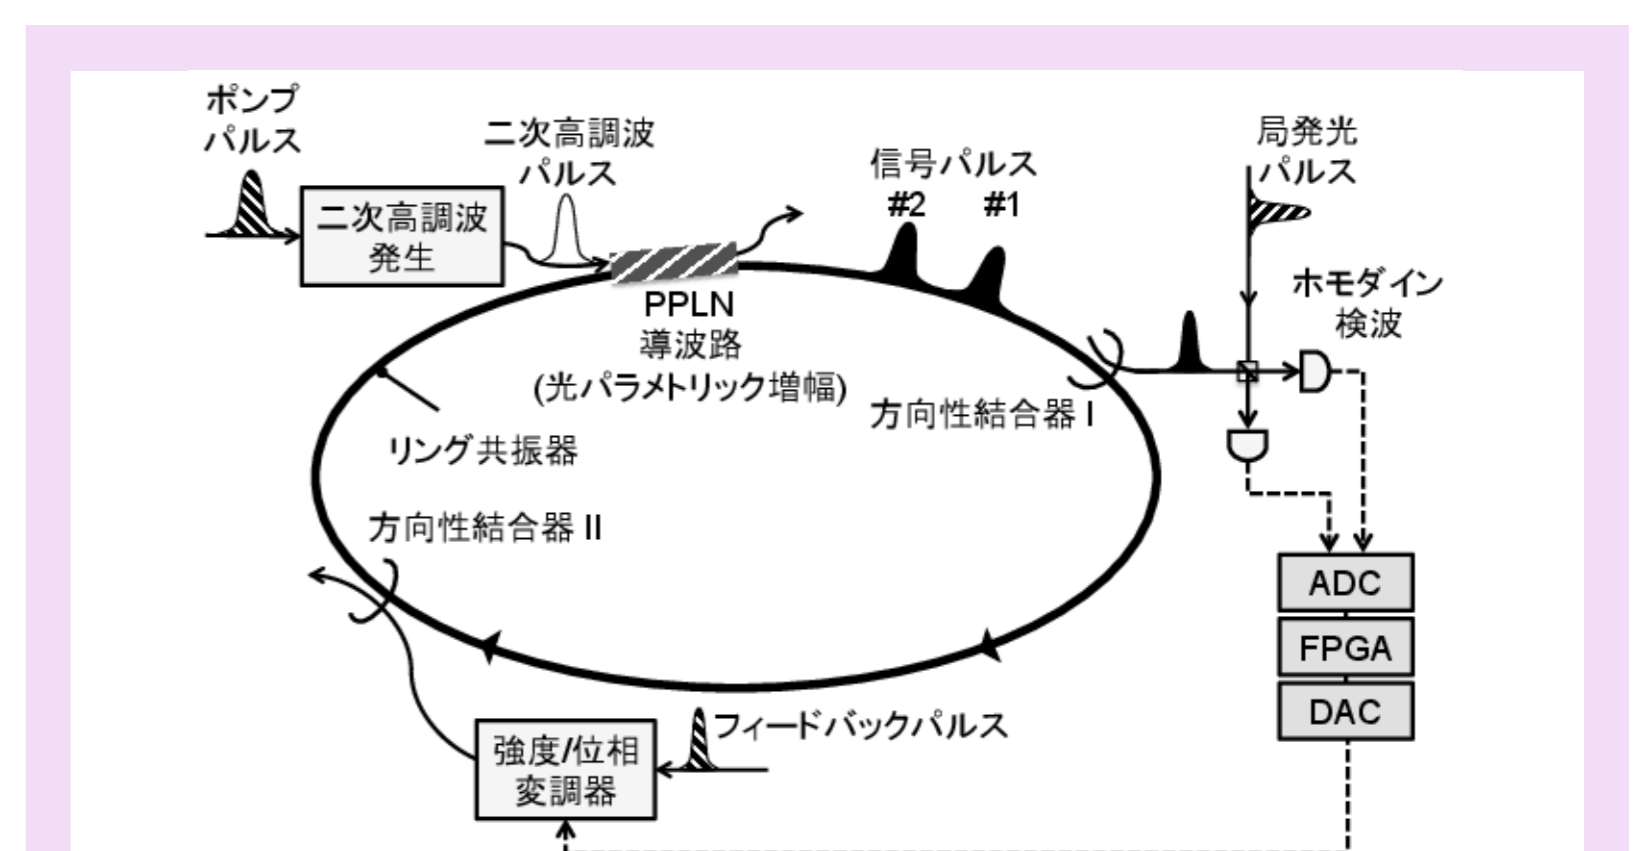 ポンプ
パルス
二次高調波
パルス
二次高調波
発生
信号パルス
#2
#1
局発光
パルス
ホモダイン
検波
PPLN
導波路
(光パラメトリック増幅)
方向性結合器 I
リング共振器
方向性結合器 II
ADC
FPGA
DAC
フィードバックパルス
強度/位相
変調器